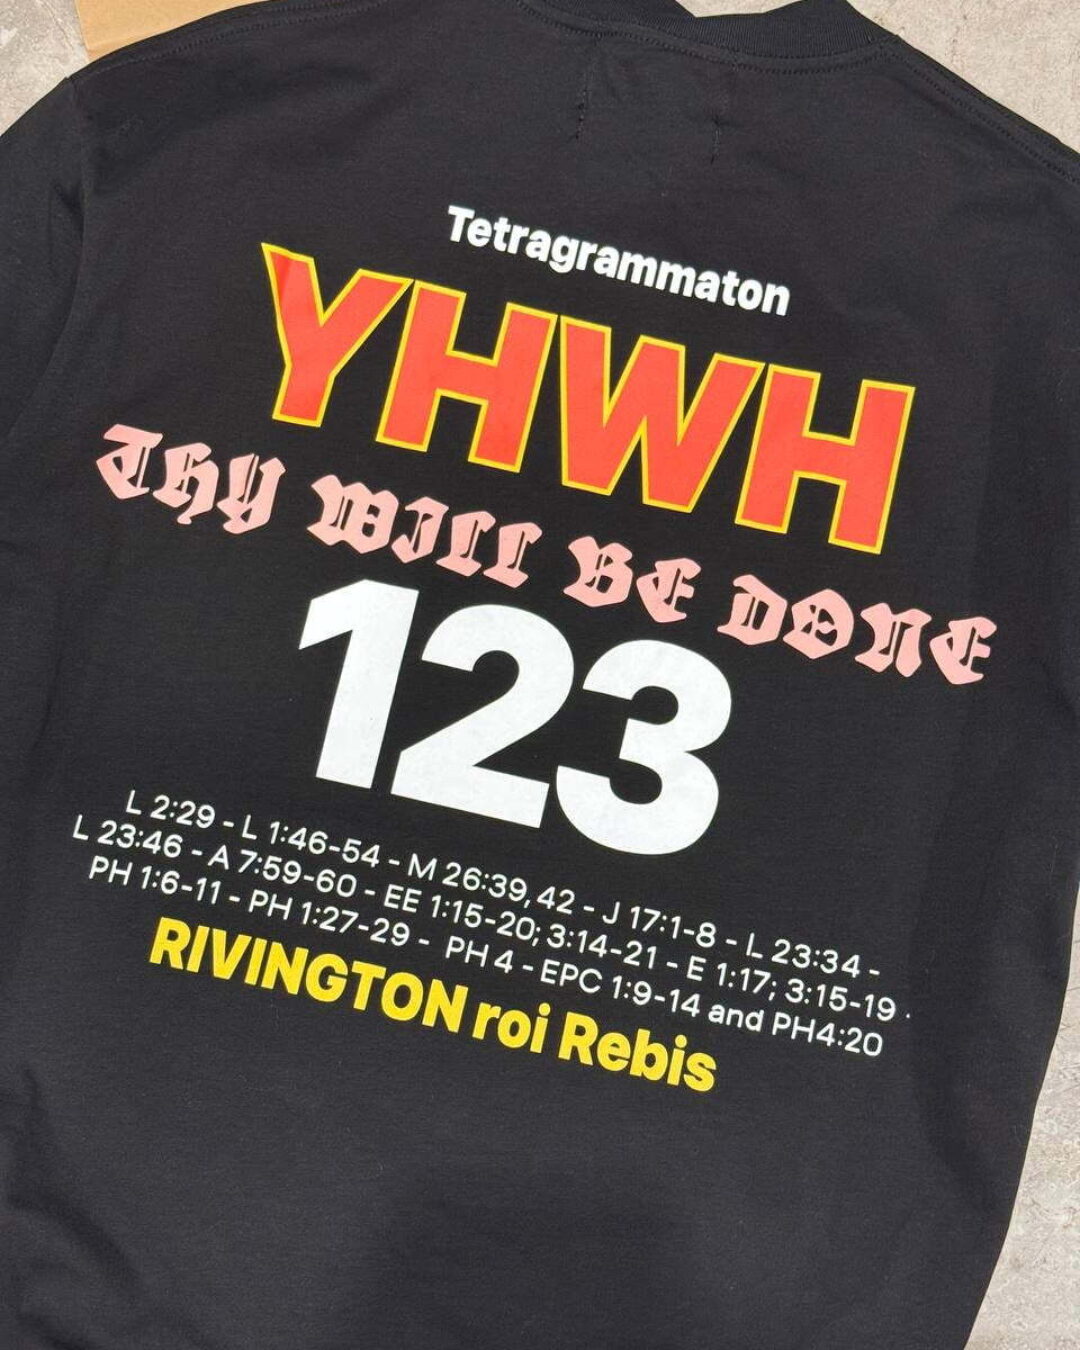 Tetragrammaton
YHWH
THY WILL BE DONE
123
L 2:29 - L 1:46-54 - M 26:39, 42 - J 17:1-8 - L 23:34 -
L 23:46 - A 7:59-60 - EE 1:15-20; 3:14-21 - E 1:17; 3:15-19 .
PH 1:6-11 - PH 1:27-29 - PH 4 - EPC 1:9-14 and PH4:20
RIVINGTON roi Rebis